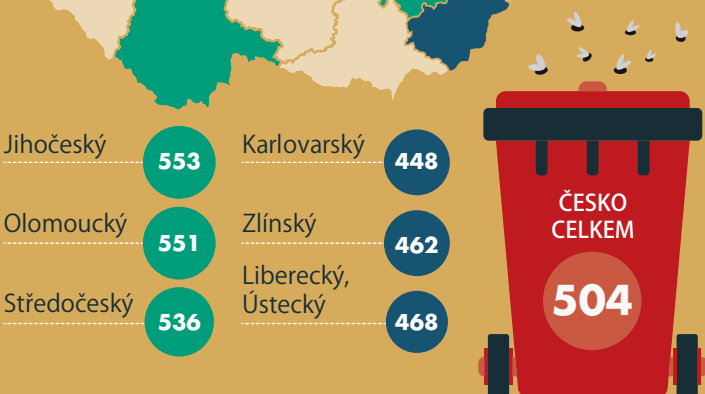 Jihočeský
553
Olomoucký
551
Středočeský
536
Karlovarský
448
Zlínský
462
Liberecký,
Ústecký
468
ČESKO
CELKEM
504